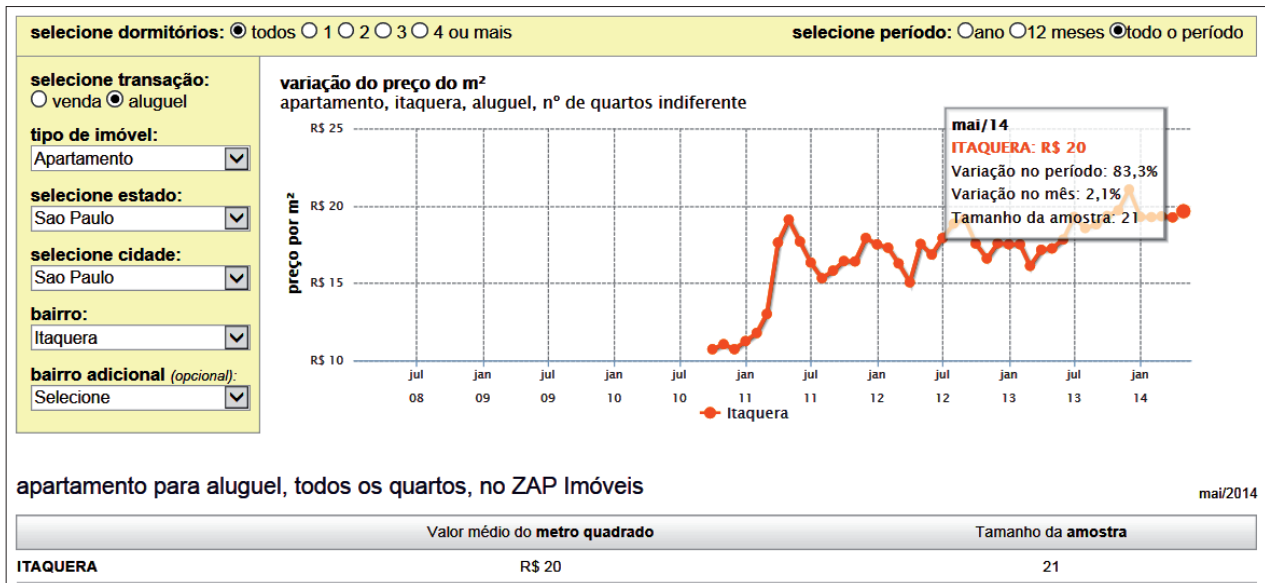 selecione dormitórios: todos 1 2 3 4 ou mais
selecione período: ano 12 meses todo o período
selecione transação:
venda aluguel
tipo de imóvel:
Apartamento
selecione estado:
Sao Paulo
selecione cidade:
Sao Paulo
bairro:
Itaquera
bairro adicional (opcional):
Selecione
variação do preço do m²
apartamento, itaquera, aluguel, nº de quartos indiferente
preço por m²
R$ 25
R$ 20
R$ 15
R$ 10
mai/14
ITAQUERA: R$ 20
Variação no período: 83,3%
Variação no mês: 2,1%
Tamanho da amostra: 21
jul jan jul jan jul jan jul jan jul jan jul jan
08 09 09 10 10 11 11 12 12 13 13 14
Itaquera
apartamento para aluguel, todos os quartos, no ZAP Imóveis
mai/2014
Valor médio do metro quadrado Tamanho da amostra
ITAQUERA R$ 20 21